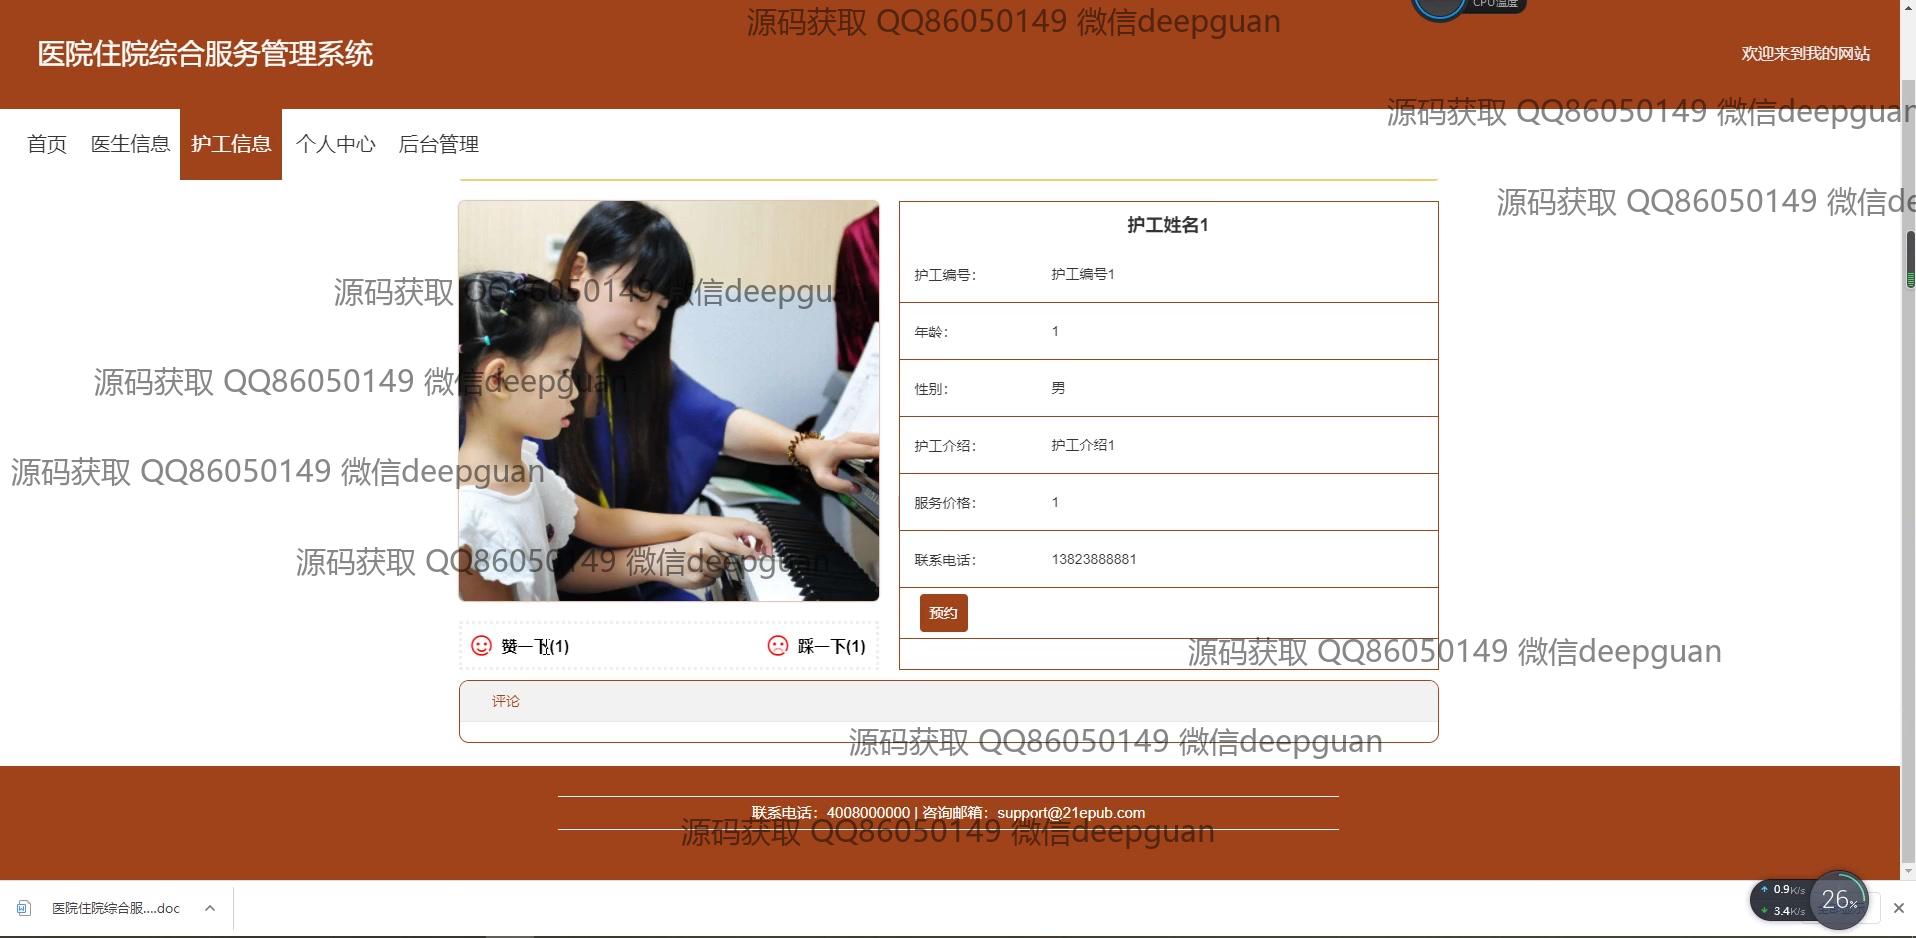 源码获取 QQ86050149 微信deepguan
CPU温度
医院住院综合服务管理系统
欢迎来到我的网站
源码获取 QQ86050149 微信deepguan
首页 医生信息 护工信息 个人中心 后台管理
源码获取 QQ86050149 微信de
护工姓名1
护工编号： 护工编号1
源码获取 QQ86050149 微信deepguan
年龄： 1
源码获取 QQ86050149 微信deepguan
性别： 男
护工介绍： 护工介绍1
源码获取 QQ86050149 微信deepguan
服务价格： 1
联系电话： 13823888881
源码获取 QQ86050149 微信deepguan
预约
赞一下(1) 踩一下(1)
源码获取 QQ86050149 微信deepguan
评论
源码获取 QQ86050149 微信deepguan
联系电话：4008000000 | 咨询邮箱：support@21epub.com
源码获取 QQ86050149 微信deepguan
医院住院综合服....doc
0.9K/s
3.4K/s
26%